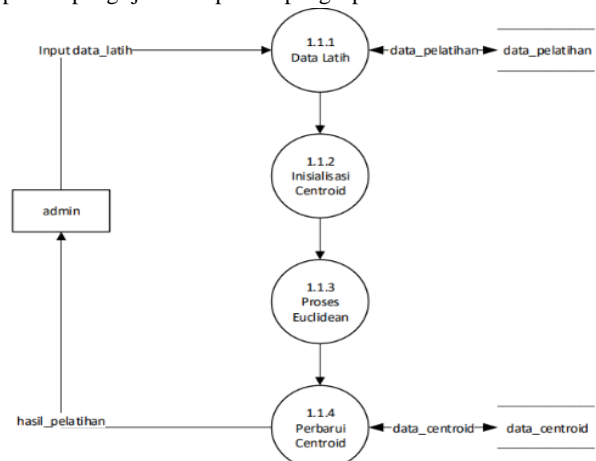 Input data_latih
1.1.1
Data Latih
data_pelatihan
data_pelatihan
1.1.2
Inisialisasi
Centroid
admin
1.1.3
Proses
Euclidean
hasil_pelatihan
1.1.4
Perbarui
Centroid
data_centroid
data_centroid